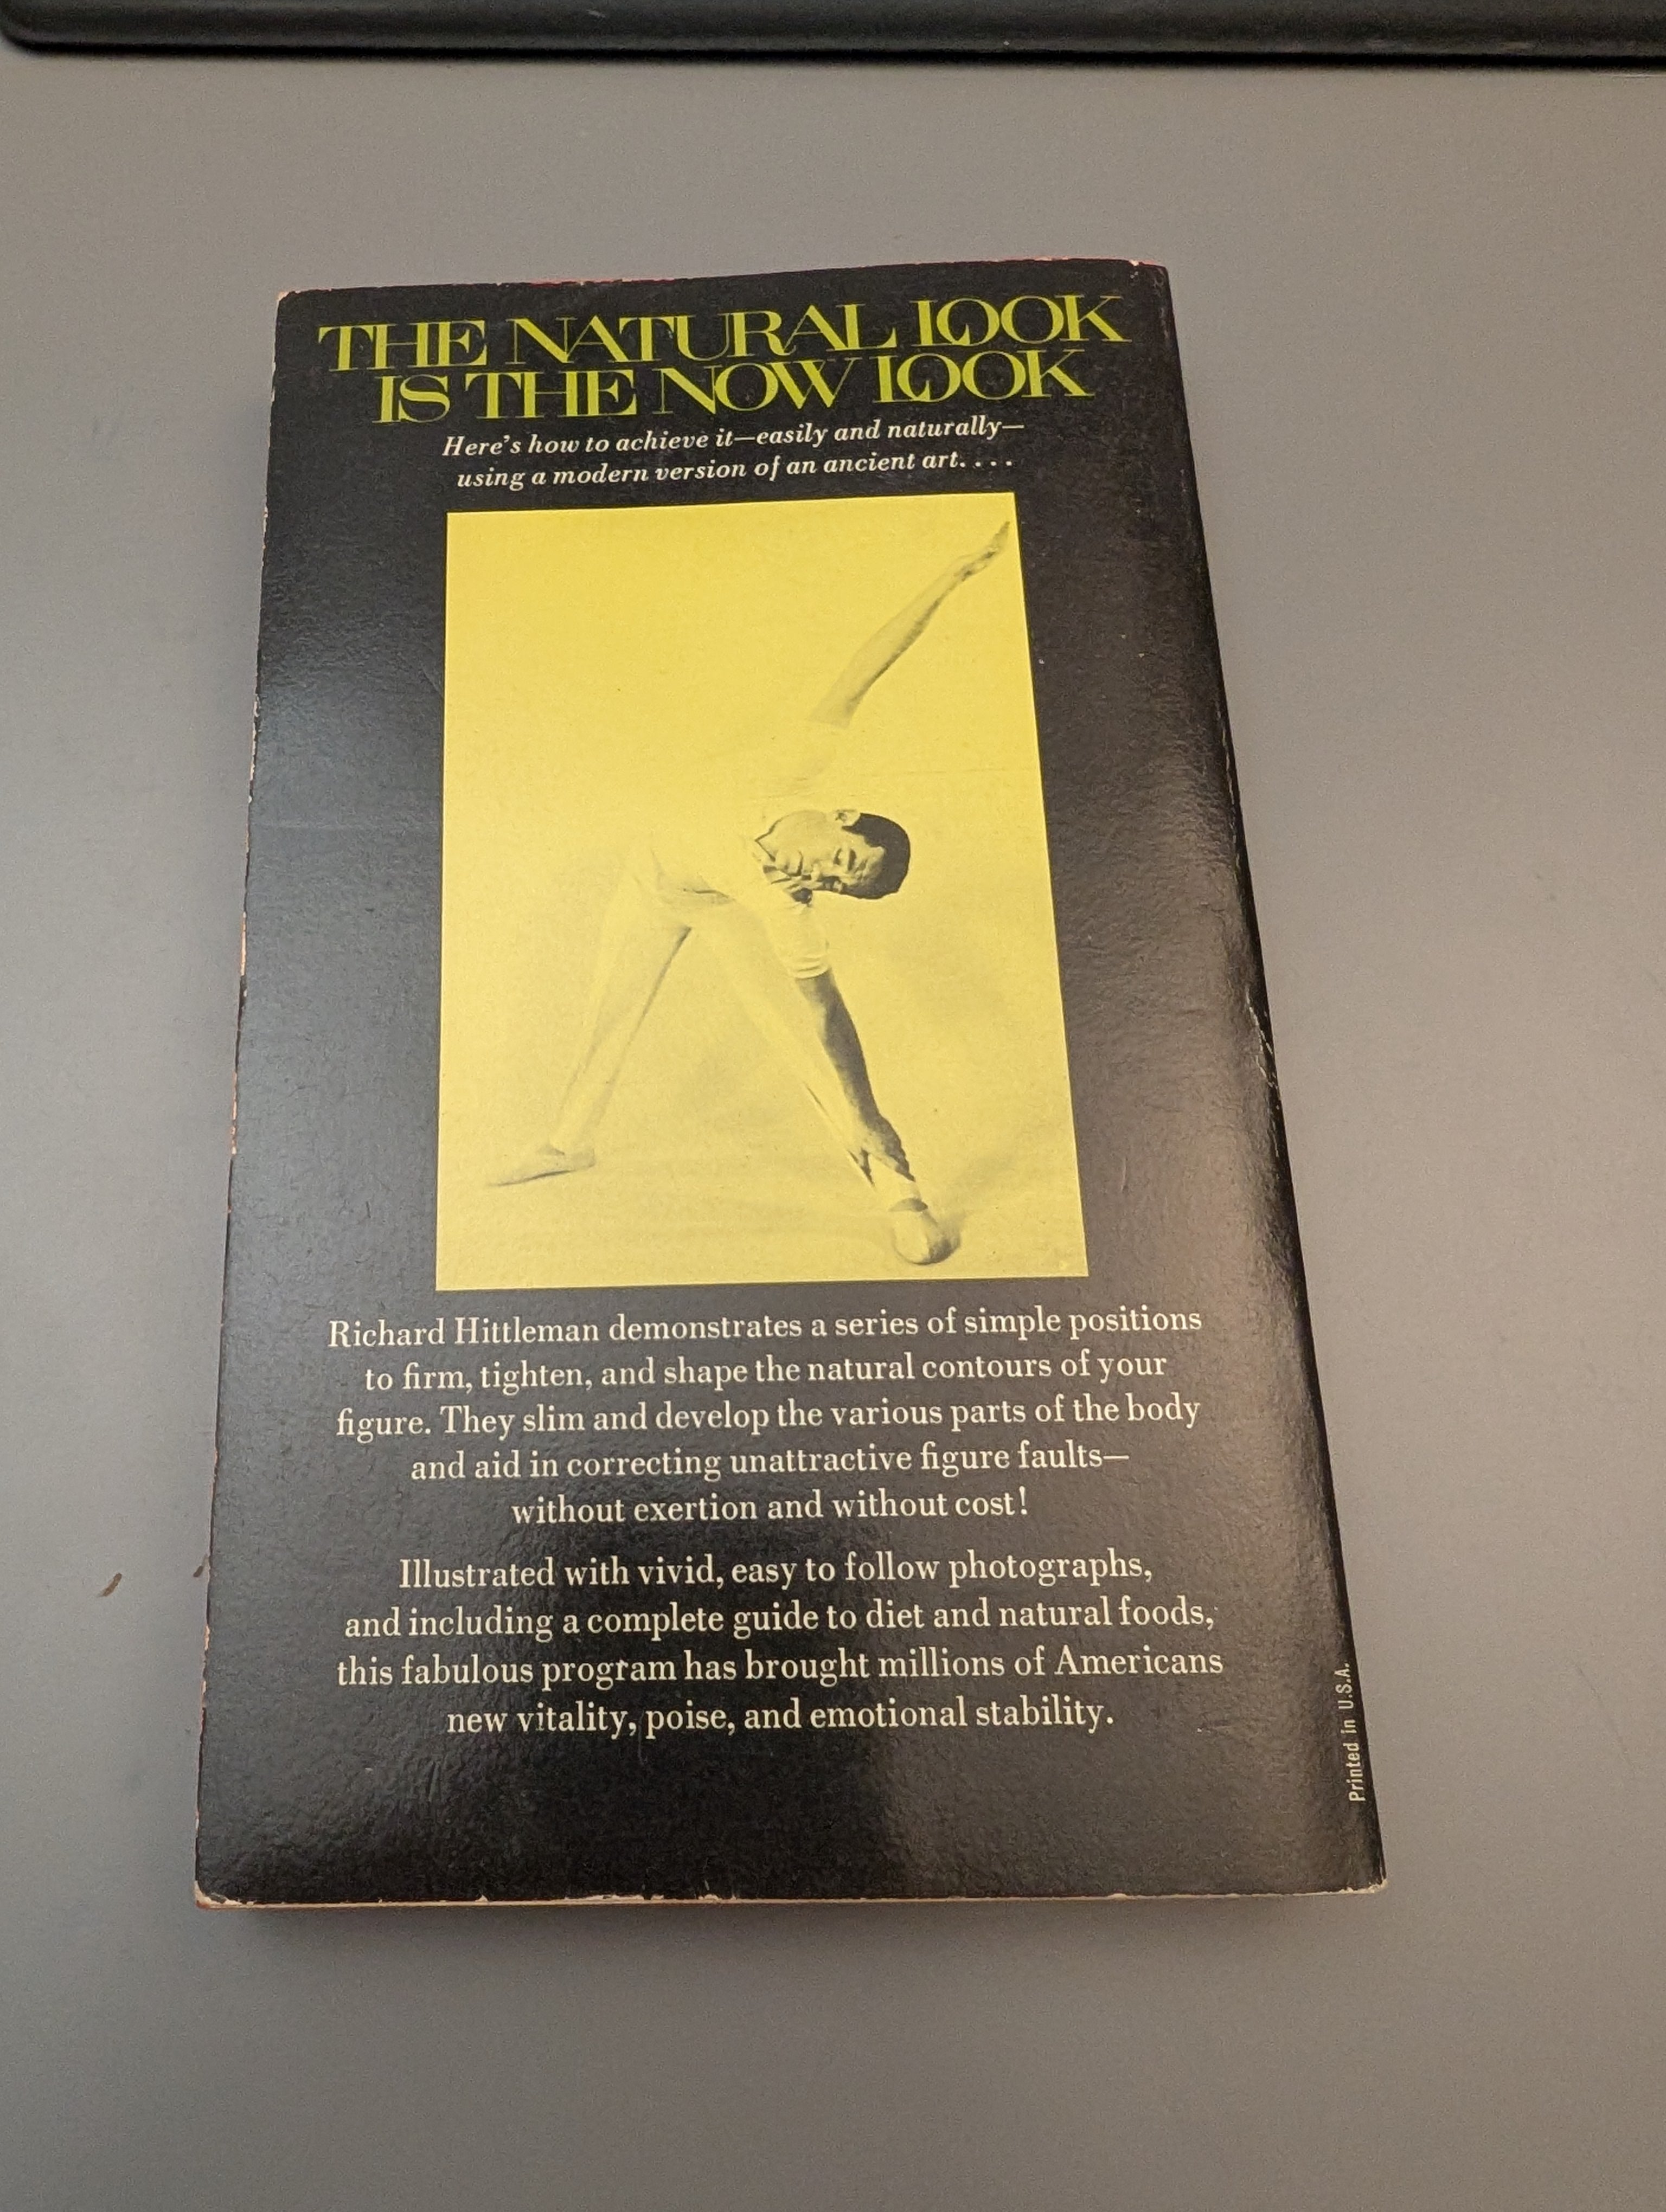 THE NATURAL LOOK
IS THE NOW LOOK
Here's how to achieve it—easily and naturally—
using a modern version of an ancient art. . . .
Richard Hittleman demonstrates a series of simple positions
to firm, tighten, and shape the natural contours of your
figure. They slim and develop the various parts of the body
and aid in correcting unattractive figure faults—
without exertion and without cost!
Illustrated with vivid, easy to follow photographs,
and including a complete guide to diet and natural foods,
this fabulous program has brought millions of Americans
new vitality, poise, and emotional stability.
Printed in U.S.A.